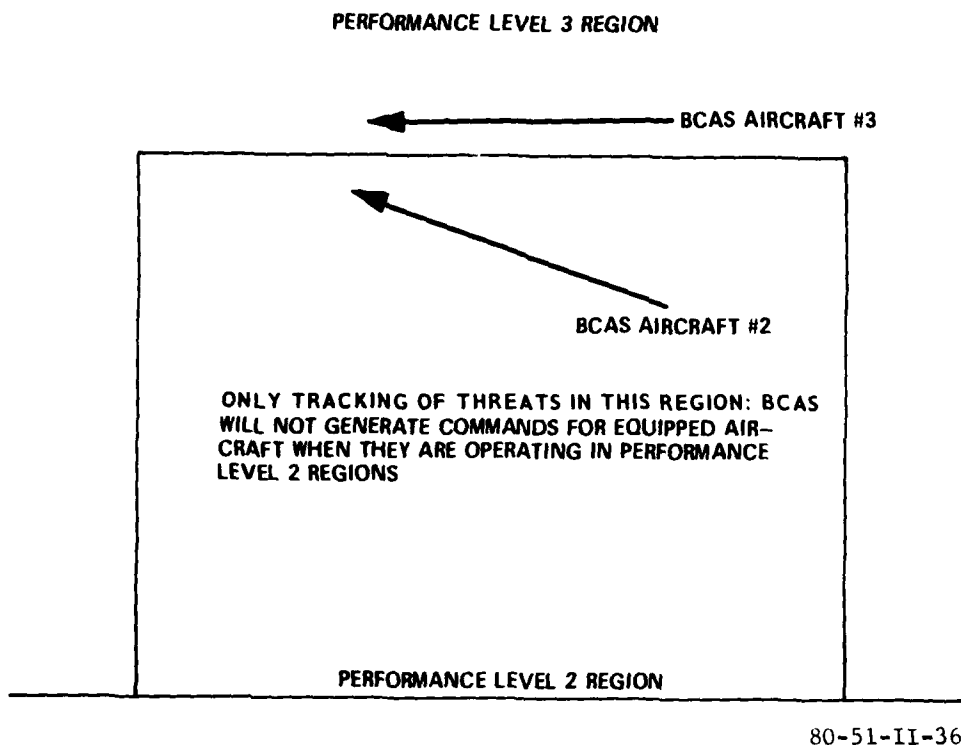 PERFORMANCE LEVEL 3 REGION
BCAS AIRCRAFT #3
BCAS AIRCRAFT #2
ONLY TRACKING OF THREATS IN THIS REGION: BCAS
WILL NOT GENERATE COMMANDS FOR EQUIPPED AIR–
CRAFT WHEN THEY ARE OPERATING IN PERFORMANCE
LEVEL 2 REGIONS
PERFORMANCE LEVEL 2 REGION
80-51-II-36